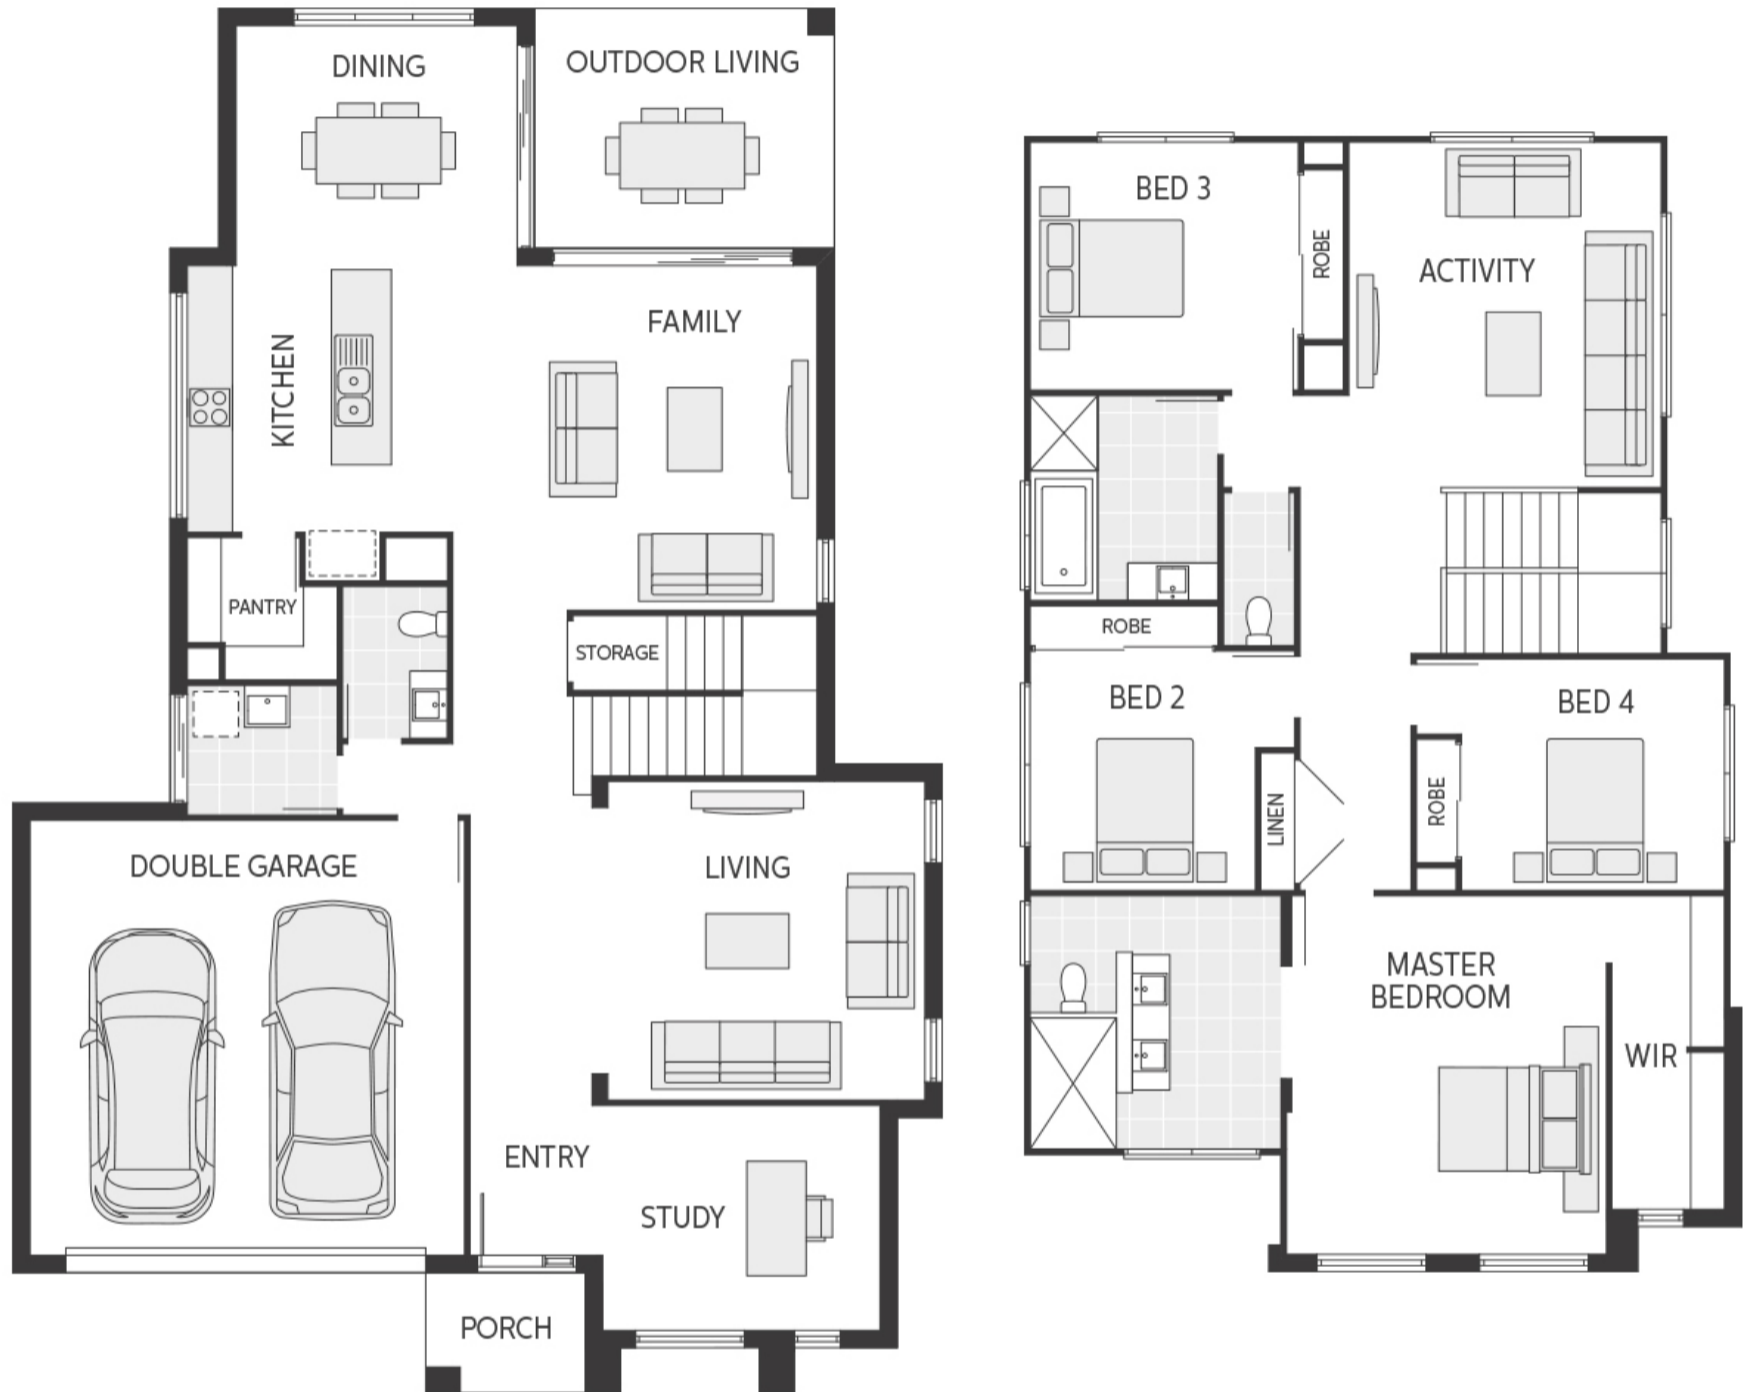 DINING
OUTDOOR LIVING
KITCHEN
FAMILY
PANTRY
STORAGE
DOUBLE GARAGE
LIVING
ENTRY
STUDY
PORCH
BED 3
ROBE
ACTIVITY
ROBE
BED 2
BED 4
LINEN
ROBE
MASTER
BEDROOM
WIR